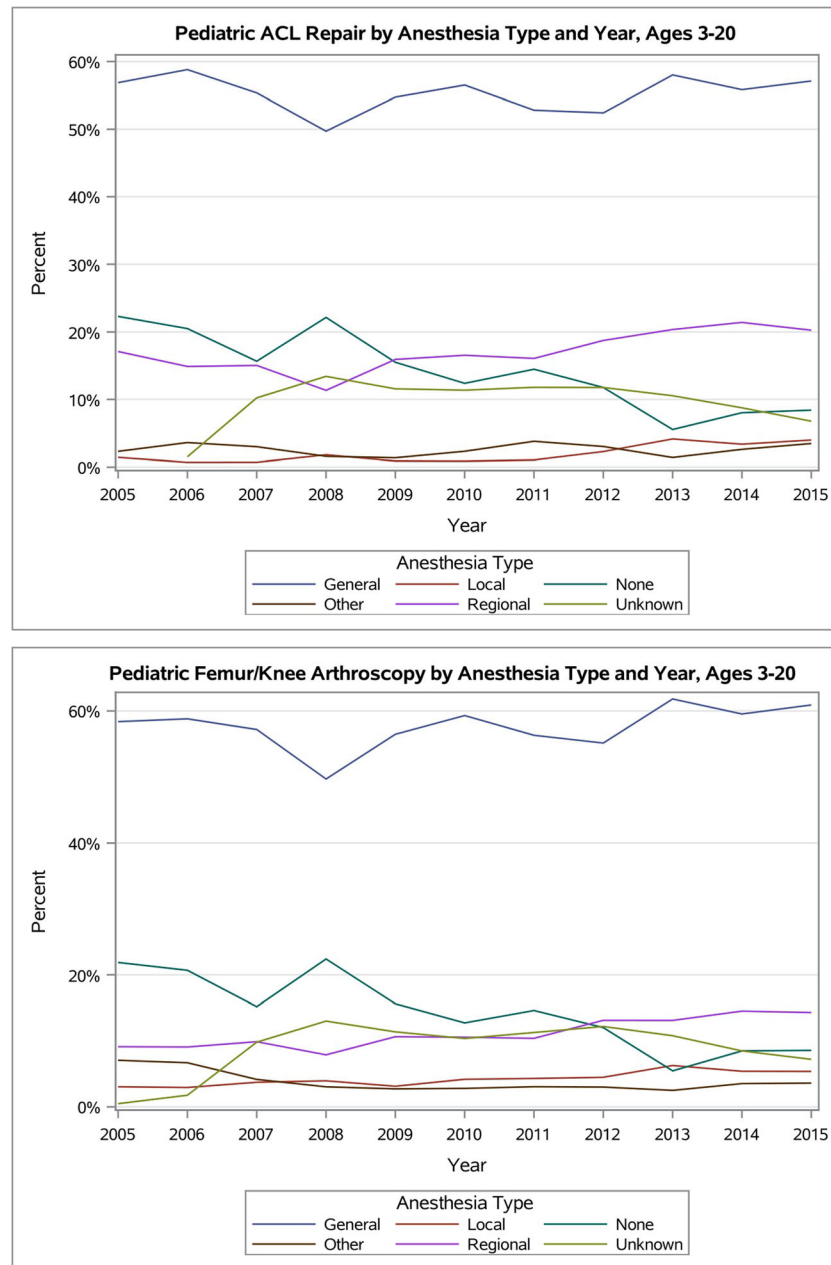 Pediatric ACL Repair by Anesthesia Type and Year, Ages 3-20
60%
50%
40%
30%
20%
10%
0%
Percent
2005 2006 2007 2008 2009 2010 2011 2012 2013 2014 2015
Year
Anesthesia Type
General Local None
Other Regional Unknown
Pediatric Femur/Knee Arthroscopy by Anesthesia Type and Year, Ages 3-20
60%
40%
20%
0%
Percent
2005 2006 2007 2008 2009 2010 2011 2012 2013 2014 2015
Year
Anesthesia Type
General Local None
Other Regional Unknown